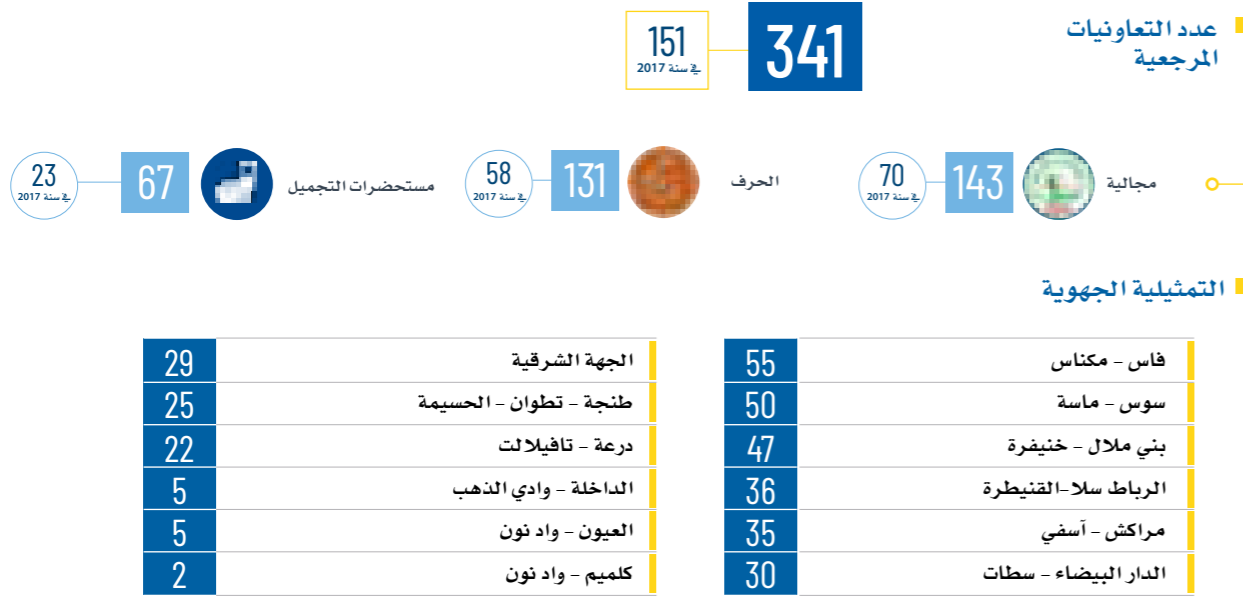 عدد التعاونيات
المرجعية
341
151
في سنة 2017
مجالية
143
70
في سنة 2017
الحرف
131
58
في سنة 2017
مستحضرات التجميل
67
23
في سنة 2017
التمثيلية الجهوية
فاس - مكناس 55
سوس - ماسة 50
بني ملال - خنيفرة 47
الرباط سلا-القنيطرة 36
مراكش - آسفي 35
الدار البيضاء - سطات 30
الجهة الشرقية 29
طنجة - تطوان - الحسيمة 25
درعة - تافيلالت 22
الداخلة - وادي الذهب 5
العيون - واد نون 5
كلميم - واد نون 2